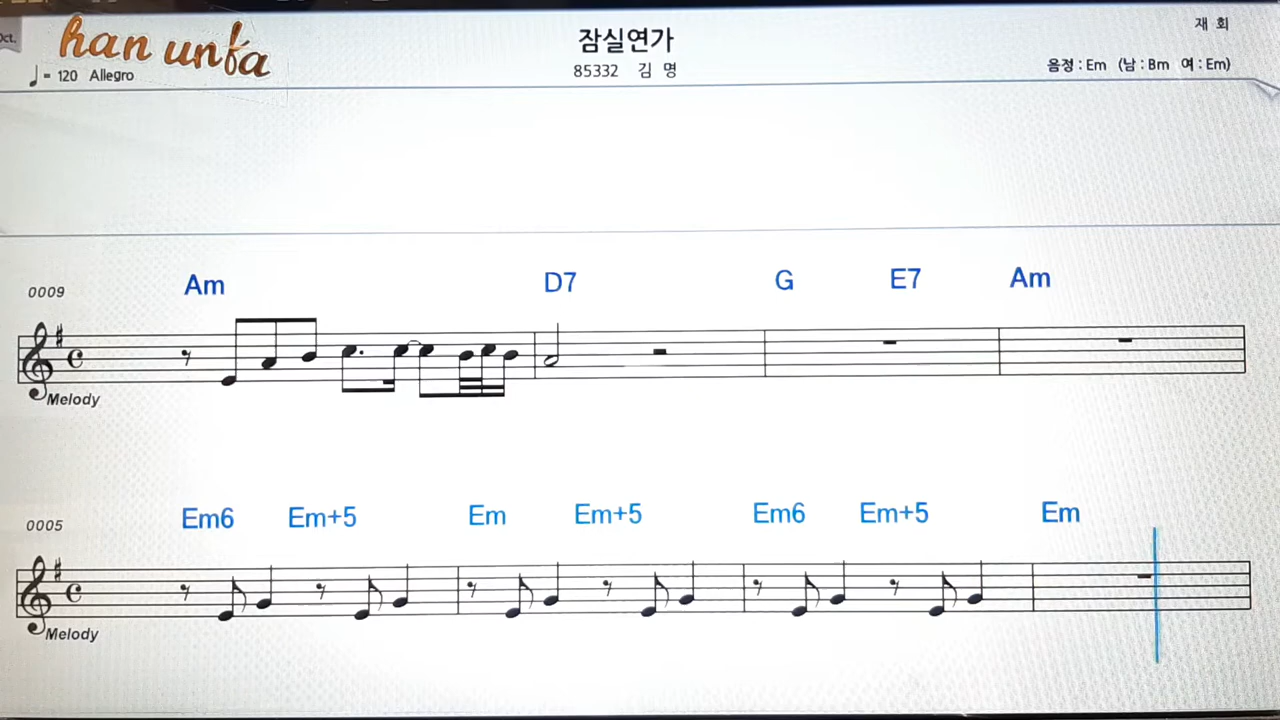 Oct.
han unfa
재 회
잠실연가
♩= 120 Allegro
85332 김 명
음정 : Em (남 : Bm 여 : Em)
Am D7 G E7 Am
0009
Melody
Em6 Em+5 Em Em+5 Em6 Em+5 Em
0005
Melody